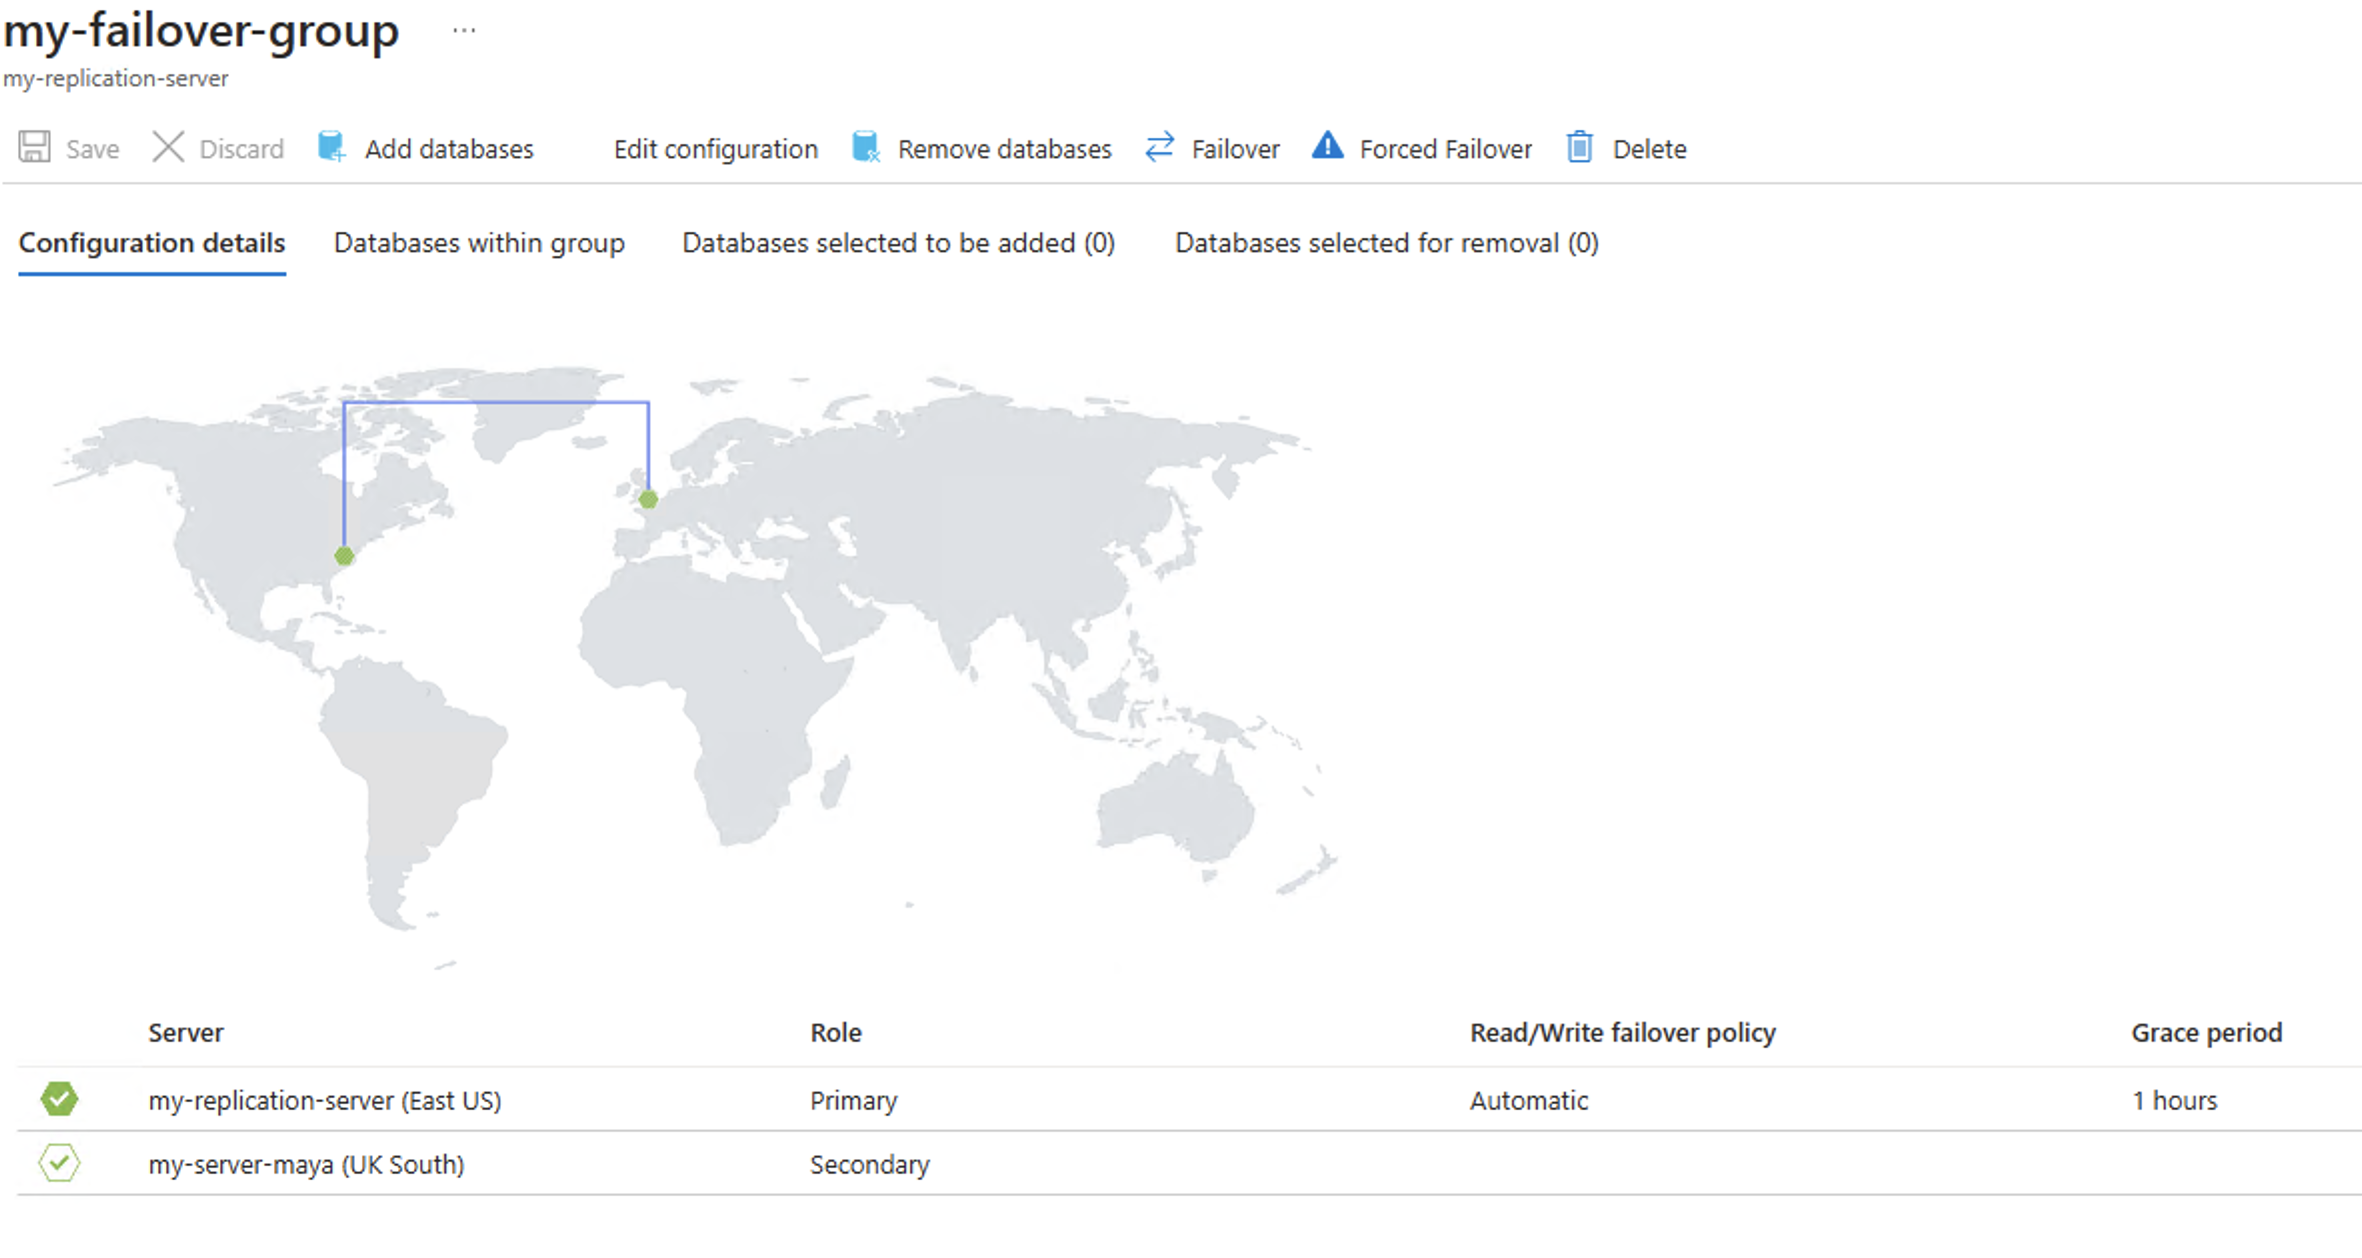 my-failover-group ...
my-replication-server
Save Discard Add databases Edit configuration Remove databases Failover Forced Failover Delete
Configuration details Databases within group Databases selected to be added (0) Databases selected for removal (0)
Server Role Read/Write failover policy Grace period
my-replication-server (East US) Primary Automatic 1 hours
my-server-maya (UK South) Secondary